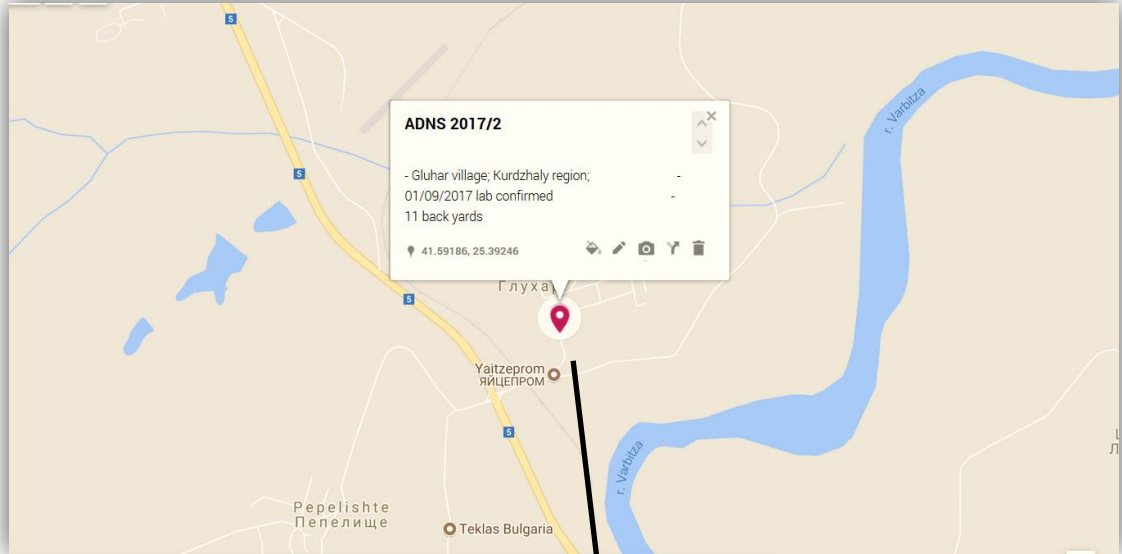 5
r. Varbitza
ADNS 2017/2
- Gluhar village; Kurdzhaly region; -
01/09/2017 lab confirmed -
11 back yards
5
41.59186, 25.39246
Глухар
5
Yaitzeprom
ЯЙЦЕПРОМ
5
r. Varbitza
Pepelishte
Пепелище
Teklas Bulgaria